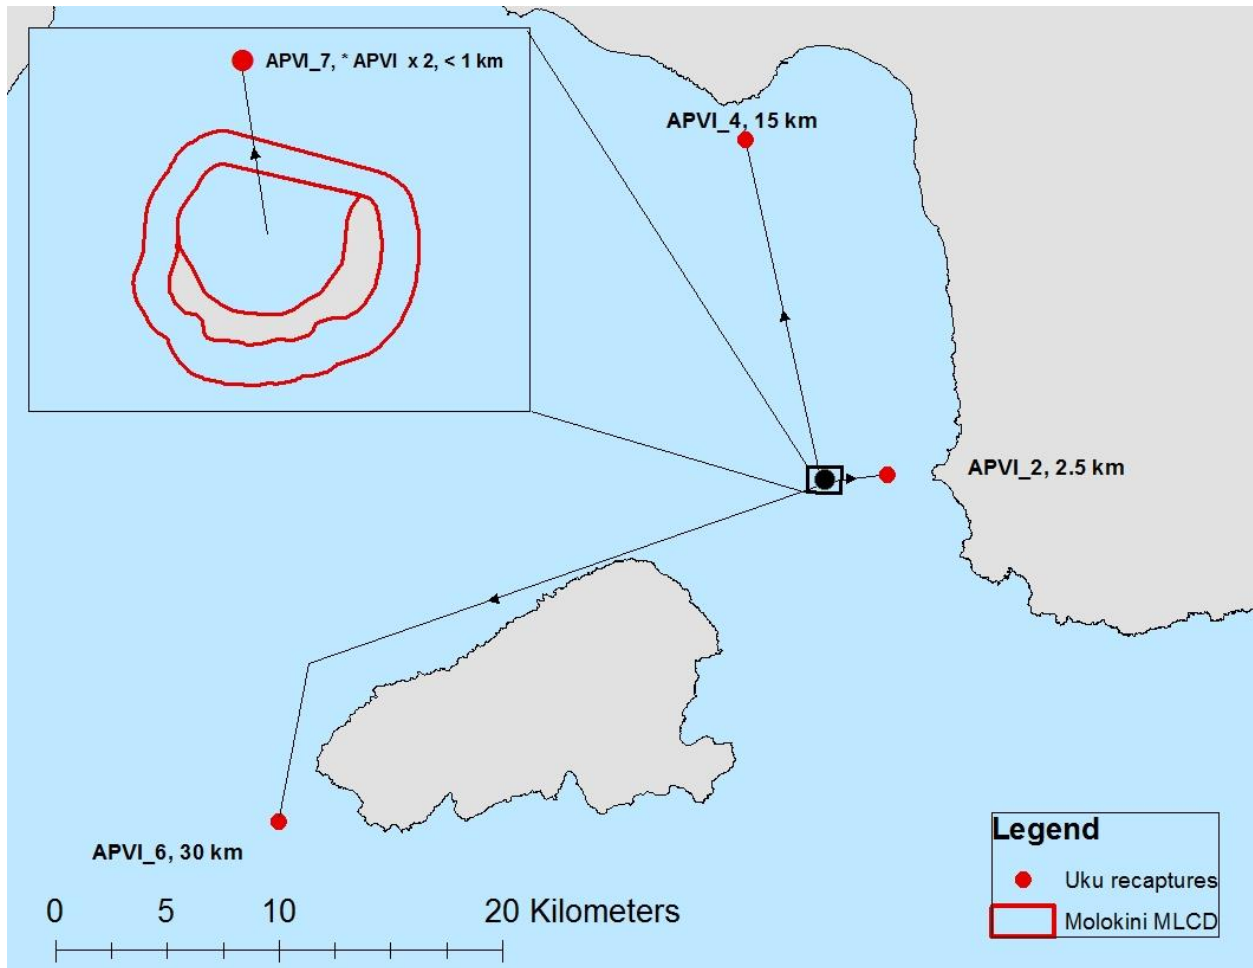 APVI_7, * APVI x 2, < 1 km
APVI_4, 15 km
APVI_2, 2.5 km
APVI_6, 30 km
0 5 10 20 Kilometers
Legend
Uku recaptures
Molokini MLCD